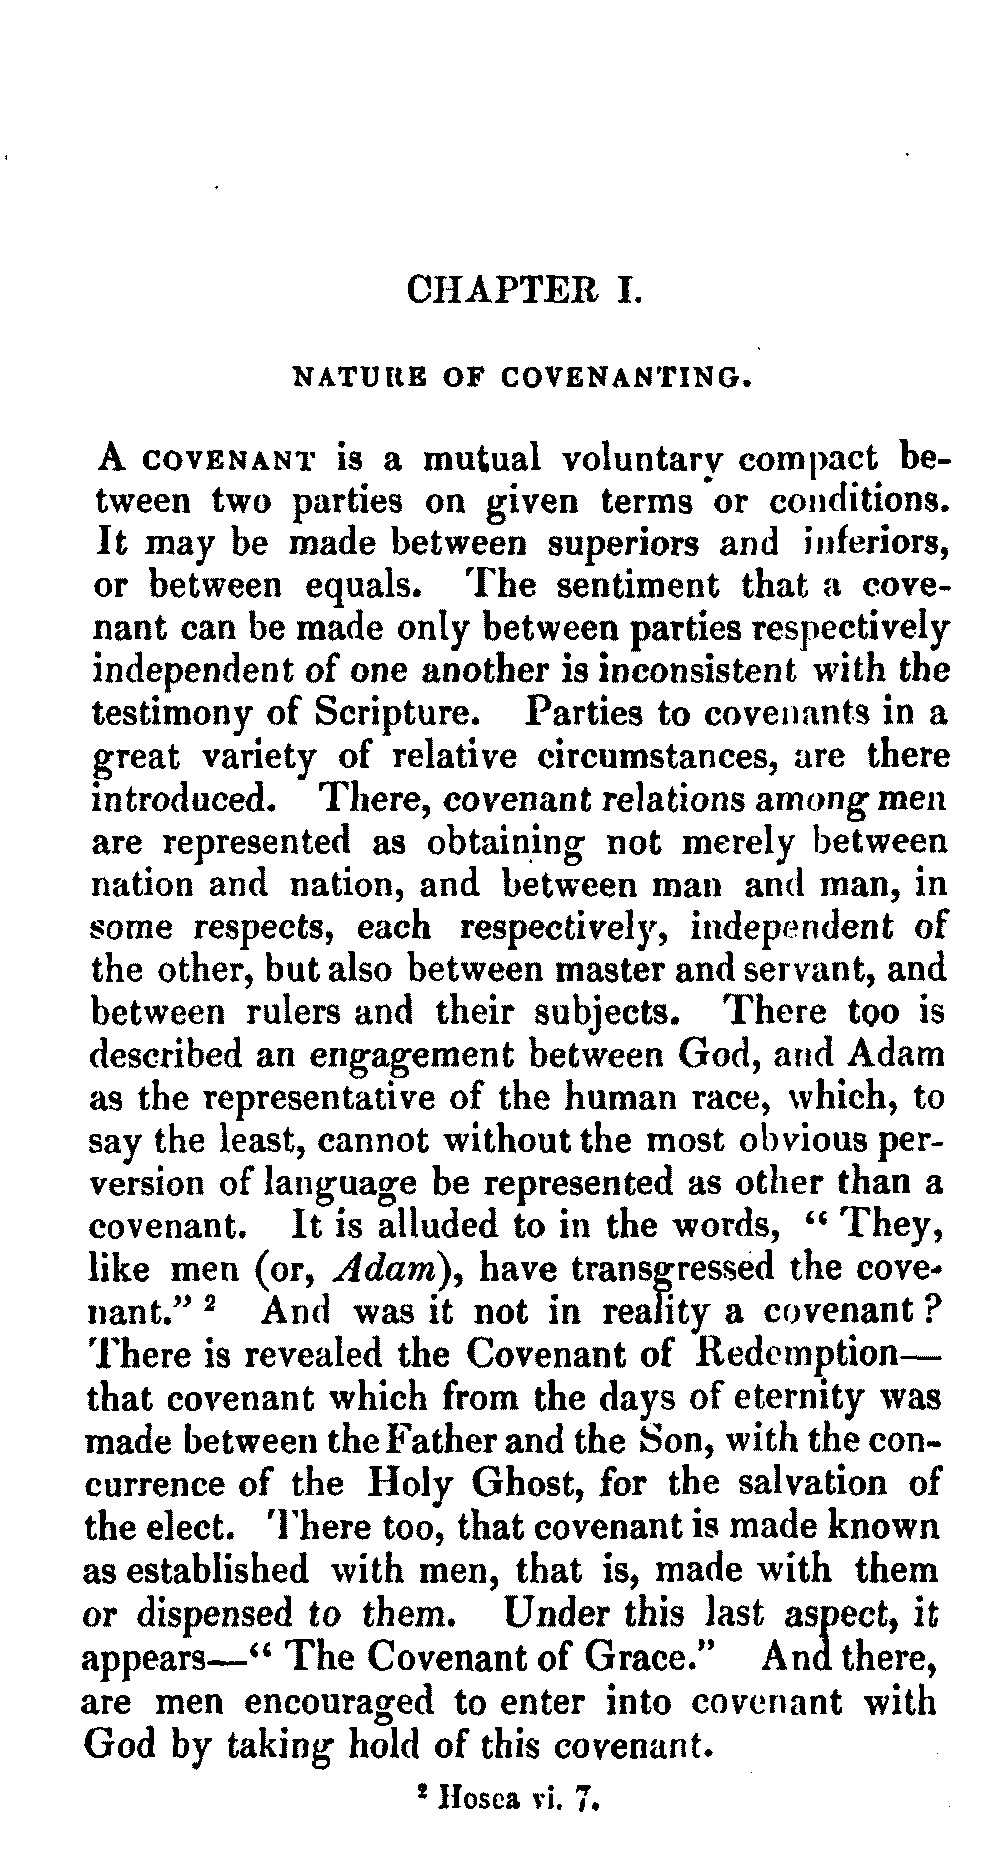 CHAPTER I.
NATURE OF COVENANTING.
A COVENANT is a mutual voluntary compact be-
tween two parties on given terms or conditions.
It may be made between superiors and inferiors,
or between equals. The sentiment that a cove-
nant can be made only between parties respectively
independent of one another is inconsistent with the
testimony of Scripture. Parties to covenants in a
great variety of relative circumstances, are there
introduced. There, covenant relations among men
are represented as obtaining not merely between
nation and nation, and between man and man, in
some respects, each respectively, independent of
the other, but also between master and servant, and
between rulers and their subjects. There too is
described an engagement between God, and Adam
as the representative of the human race, which, to
say the least, cannot without the most obvious per-
version of language be represented as other than a
covenant. It is alluded to in the words, “ They,
like men (or, Adam), have transgressed the cove-
nant.” ² And was it not in reality a covenant?
There is revealed the Covenant of Redemption—
that covenant which from the days of eternity was
made between the Father and the Son, with the con-
currence of the Holy Ghost, for the salvation of
the elect. There too, that covenant is made known
as established with men, that is, made with them
or dispensed to them. Under this last aspect, it
appears—“ The Covenant of Grace.” And there,
are men encouraged to enter into covenant with
God by taking hold of this covenant.
² Hosea vi. 7.